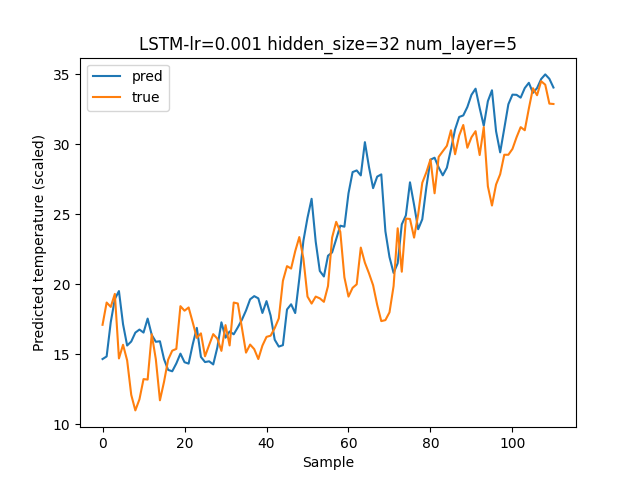 LSTM-lr=0.001 hidden_size=32 num_layer=5
pred
true
35
30
25
20
15
10
Predicted temperature (scaled)
0 20 40 60 80 100
Sample